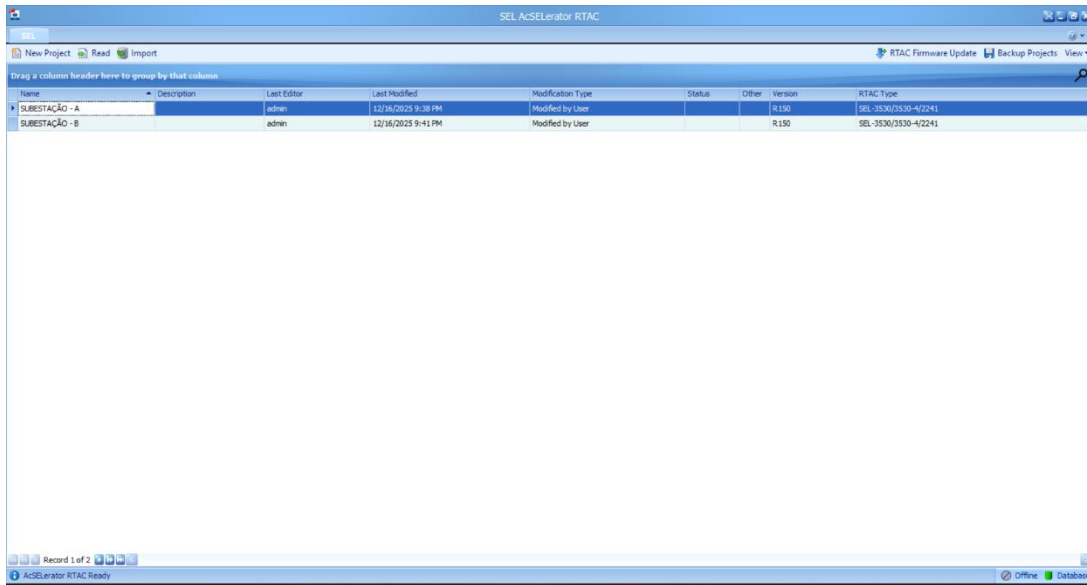 SEL AcSELerator RTAC
SEL
New Project Read Import RTAC Firmware Update Backup Projects View
Drag a column header here to group by that column
Name Description Last Editor Last Modified Modification Type Status Other Version RTAC Type
SUBESTAÇÃO - A admin 12/16/2025 9:38 PM Modified by User R150 SEL-3530/3530-4/2241
SUBESTAÇÃO - B admin 12/16/2025 9:41 PM Modified by User R150 SEL-3530/3530-4/2241
Record 1 of 2
AcSELerator RTAC Ready Offline Databas